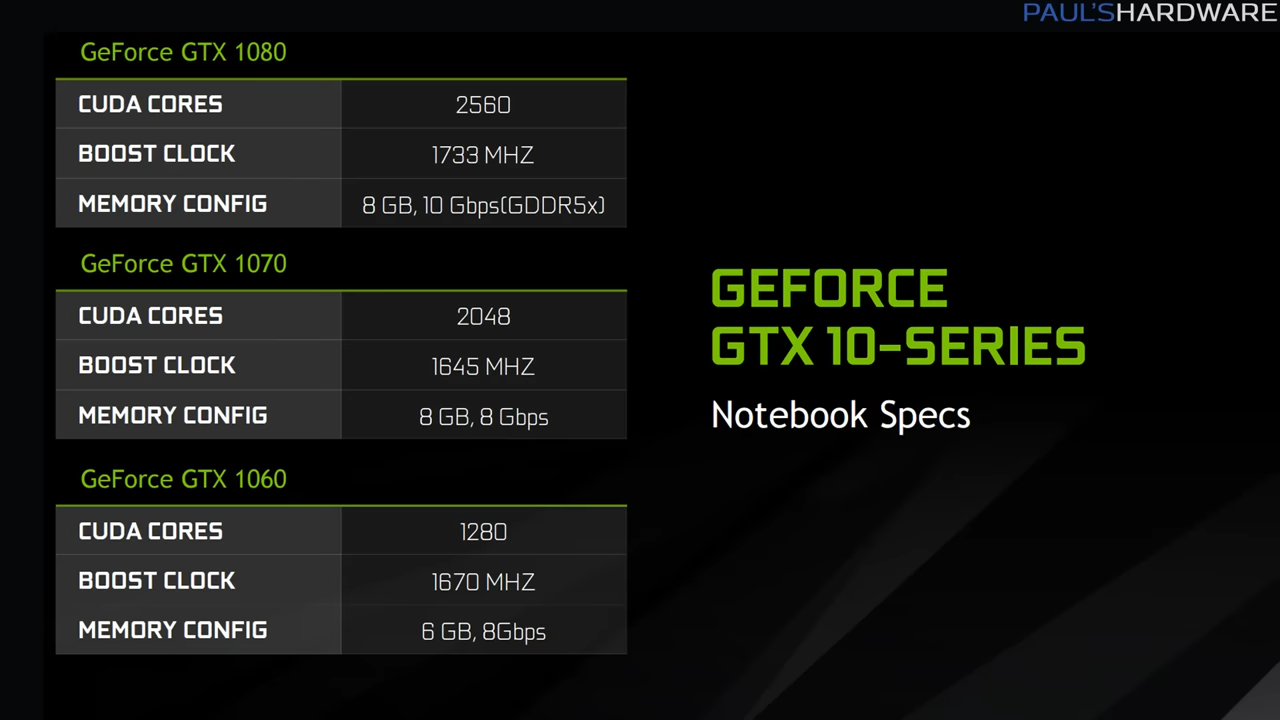 PAUL'SHARDWARE
GeForce GTX 1080
CUDA CORES 2560
BOOST CLOCK 1733 MHZ
MEMORY CONFIG 8 GB, 10 Gbps(GDDR5x)
GeForce GTX 1070
CUDA CORES 2048
BOOST CLOCK 1645 MHZ
MEMORY CONFIG 8 GB, 8 Gbps
GeForce GTX 1060
CUDA CORES 1280
BOOST CLOCK 1670 MHZ
MEMORY CONFIG 6 GB, 8Gbps
GEFORCE
GTX 10-SERIES
Notebook Specs